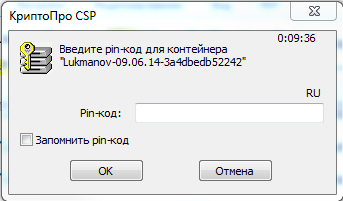 КриптоПро CSP
0:09:36
Введите pin-код для контейнера
"Lukmanov-09.06.14-3a4dbedb52242"
RU
Pin-код:
Запомнить pin-код
OK
Отмена